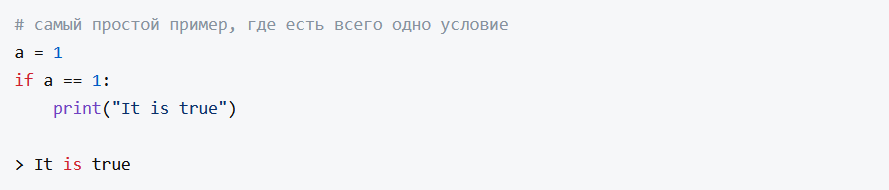 # самый простой пример, где есть всего одно условие
a = 1
if a == 1:
    print("It is true")
> It is true